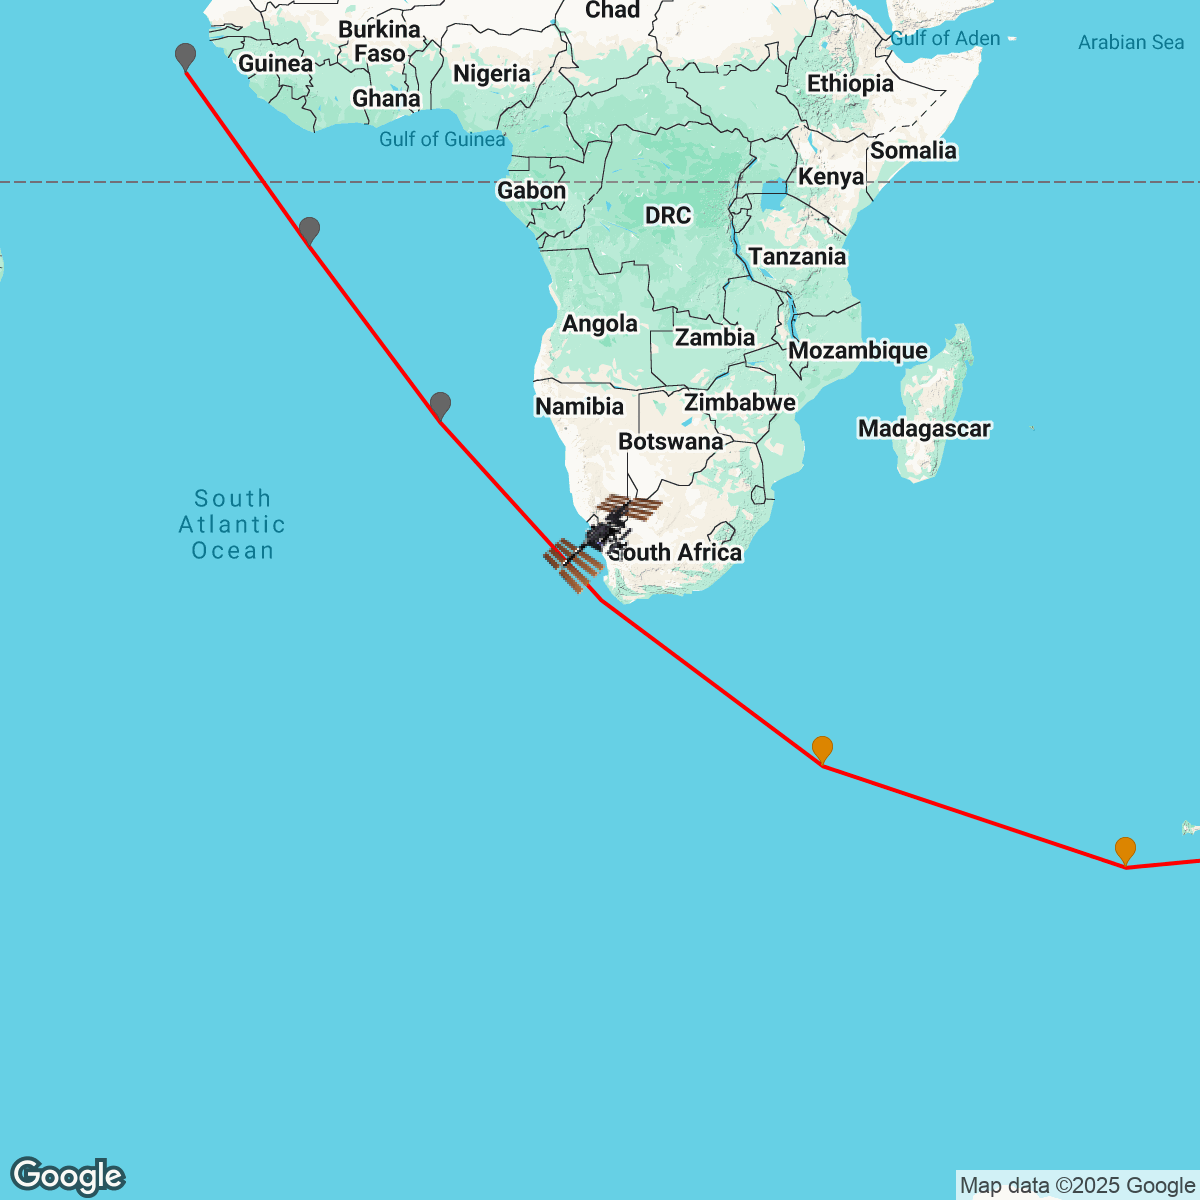 Chad
Burkina
Faso
Gulf of Aden
Arabian Sea
Guinea
Nigeria
Ethiopia
Ghana
Gulf of Guinea
Somalia
Kenya
Gabon
DRC
Tanzania
Angola
Zambia
Mozambique
Namibia
Zimbabwe
Botswana
Madagascar
South
Atlantic
Ocean
South Africa
Google
Map data ©2025 Google